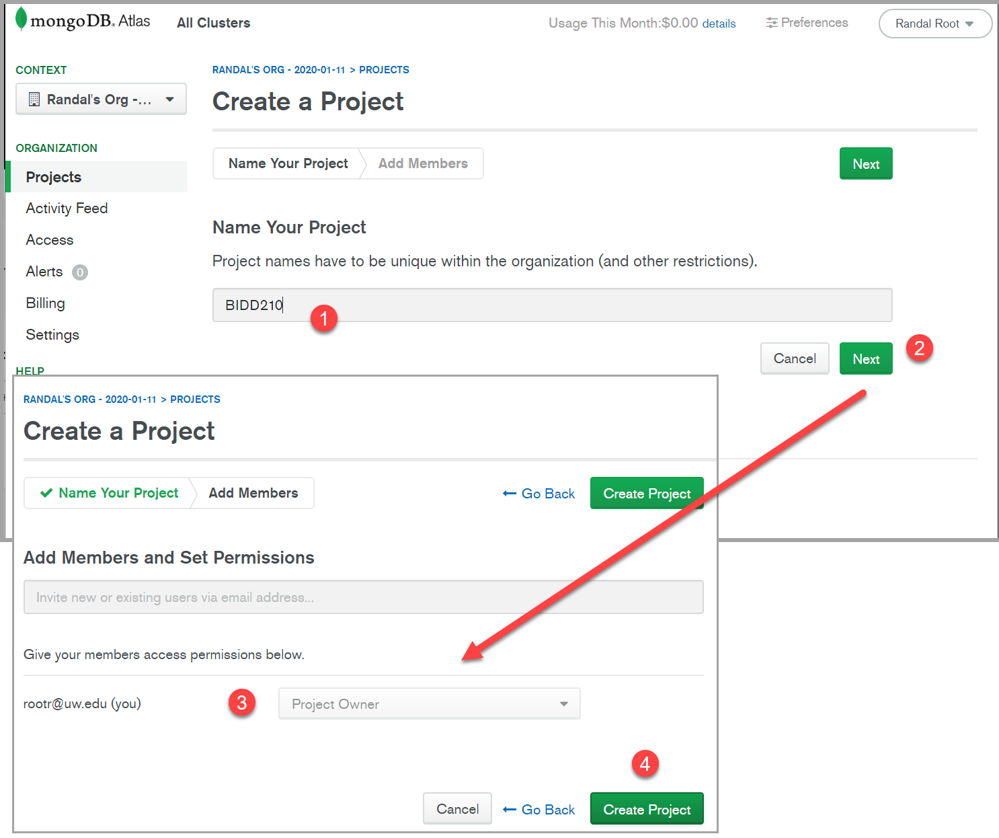 mongoDB. Atlas
All Clusters
Usage This Month:$0.00 details
Preferences
Randal Root
CONTEXT
Randal's Org -...
ORGANIZATION
Projects
Activity Feed
Access
Alerts 0
Billing
Settings
HELP
RANDAL'S ORG - 2020-01-11 > PROJECTS
Create a Project
Name Your Project
Add Members
Next
Name Your Project
Project names have to be unique within the organization (and other restrictions).
BIDD210
1
Cancel
Next
2
RANDAL'S ORG - 2020-01-11 > PROJECTS
Create a Project
Name Your Project
Add Members
Go Back
Create Project
Add Members and Set Permissions
Invite new or existing users via email address...
Give your members access permissions below.
rootr@uw.edu (you)
3
Project Owner
4
Cancel
Go Back
Create Project